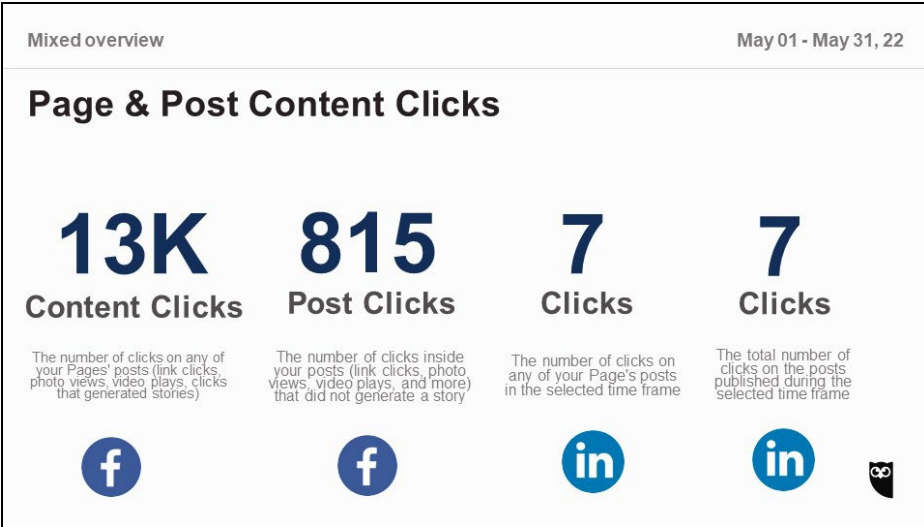 Mixed overview
May 01 - May 31, 22
Page & Post Content Clicks
13K
Content Clicks
The number of clicks on any of
your Pages' posts (link clicks,
photo views, video plays, clicks
that generated stories)
815
Post Clicks
The number of clicks inside
your posts (link clicks, photo
views, video plays, and more)
that did not generate a story
7
Clicks
The number of clicks on
any of your Page's posts
in the selected time frame
7
Clicks
The total number of
clicks on the posts
published during the
selected time frame
f
f
in
in